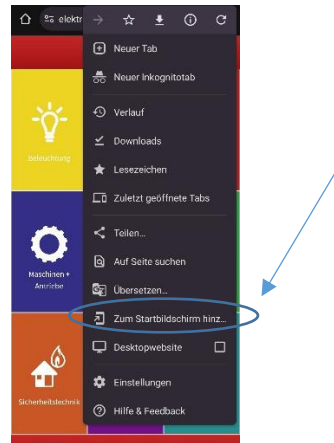 elektr
Neuer Tab
Neuer Inkognitotab
Verlauf
Downloads
Lesezeichen
Zuletzt geöffnete Tabs
Teilen...
Auf Seite suchen
Übersetzen...
Zum Startbildschirm hinz...
Desktopwebsite
Einstellungen
Hilfe & Feedback
Beleuchtung
Maschinen +
Antriebe
Sicherheitstechnik